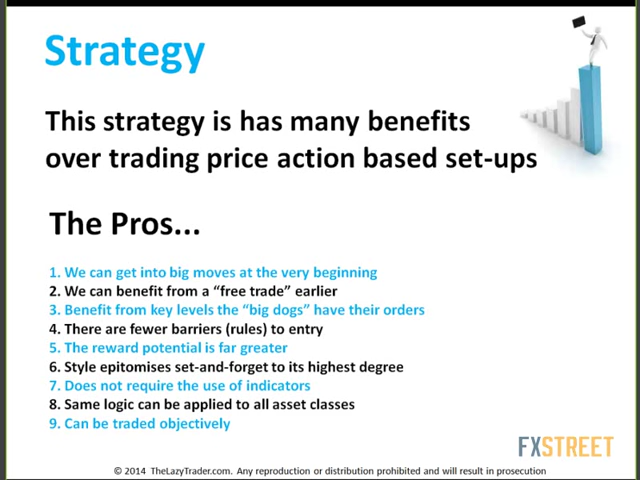 Strategy
This strategy is has many benefits
over trading price action based set-ups
The Pros...
1. We can get into big moves at the very beginning
2. We can benefit from a “free trade” earlier
3. Benefit from key levels the “big dogs” have their orders
4. There are fewer barriers (rules) to entry
5. The reward potential is far greater
6. Style epitomises set-and-forget to its highest degree
7. Does not require the use of indicators
8. Same logic can be applied to all asset classes
9. Can be traded objectively
FXSTREET
© 2014 TheLazyTrader.com. Any reproduction or distribution prohibited and will result in prosecution